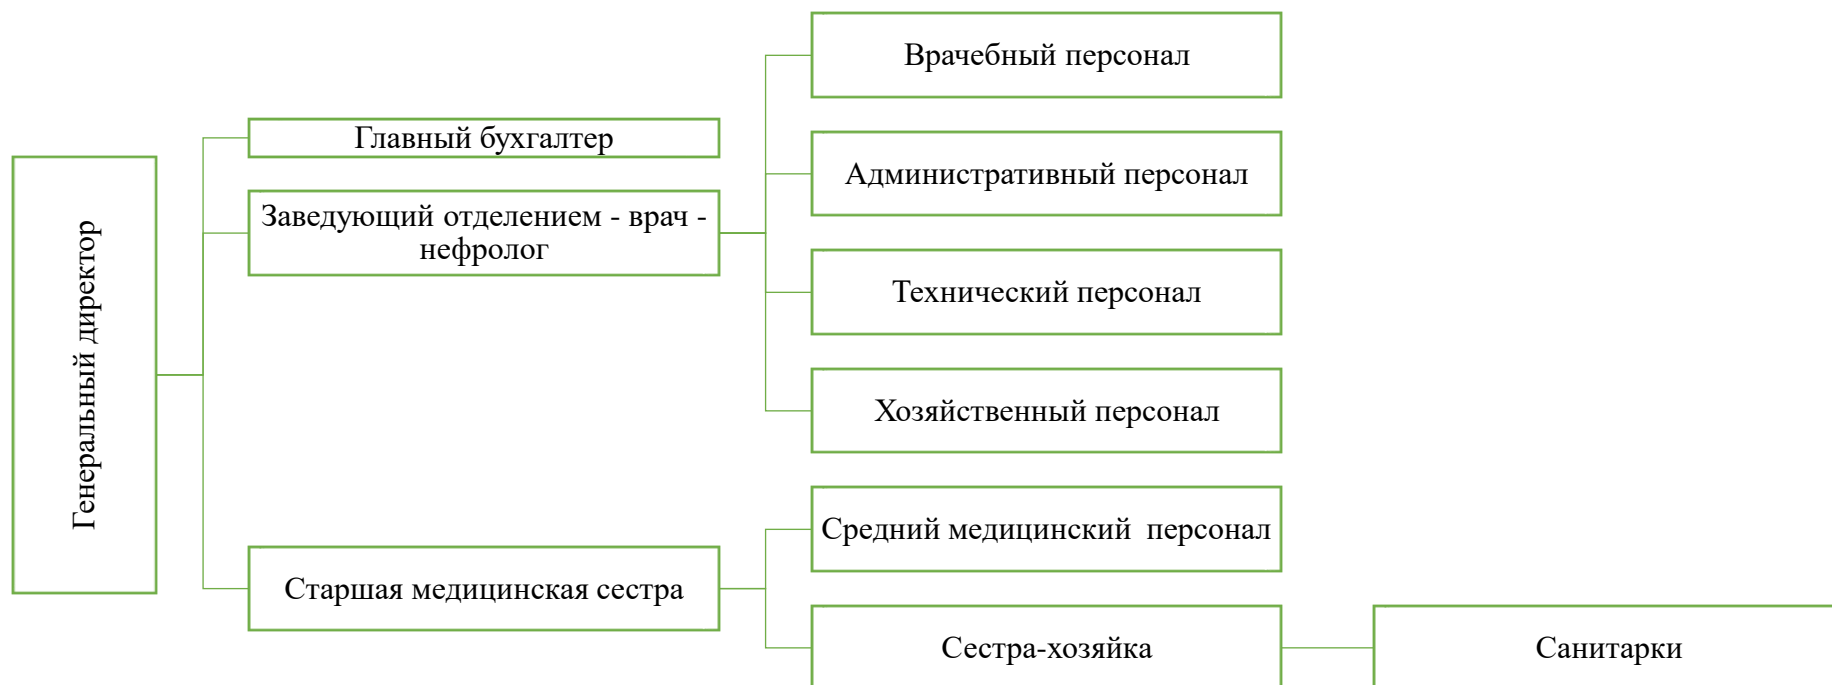 Генеральный директор
Главный бухгалтер
Заведующий отделением - врач -
нефролог
Старшая медицинская сестра
Врачебный персонал
Административный персонал
Технический персонал
Хозяйственный персонал
Средний медицинский  персонал
Сестра-хозяйка
Санитарки